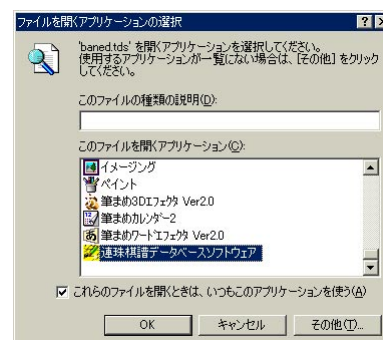 ファイルを開くアプリケーションの選択
'baned.tds' を開くアプリケーションを選択してください。
使用するアプリケーションが一覧にない場合は、[その他] をクリック
してください。
このファイルの種類の説明(D):
このファイルを開くアプリケーション(C):
イメージング
ペイント
筆まめ3Dエフェクタ Ver2.0
筆まめカレンダー2
筆まめワードエフェクタ Ver2.0
連珠棋譜データベースソフトウェア
これらのファイルを開くときは、いつもこのアプリケーションを使う(A)
OK
キャンセル
その他(T)...